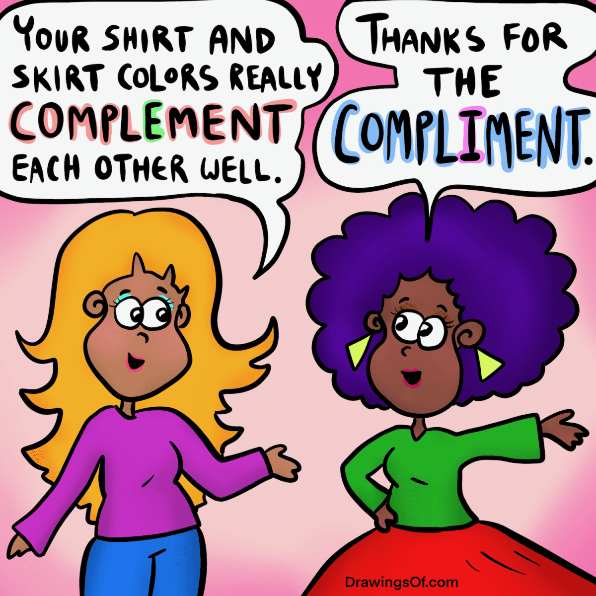 YOUR SHIRT AND
SKIRT COLORS REALLY
COMPLEMENT
EACH OTHER WELL.
THANKS FOR
THE
COMPLIMENT.
DrawingsOf.com